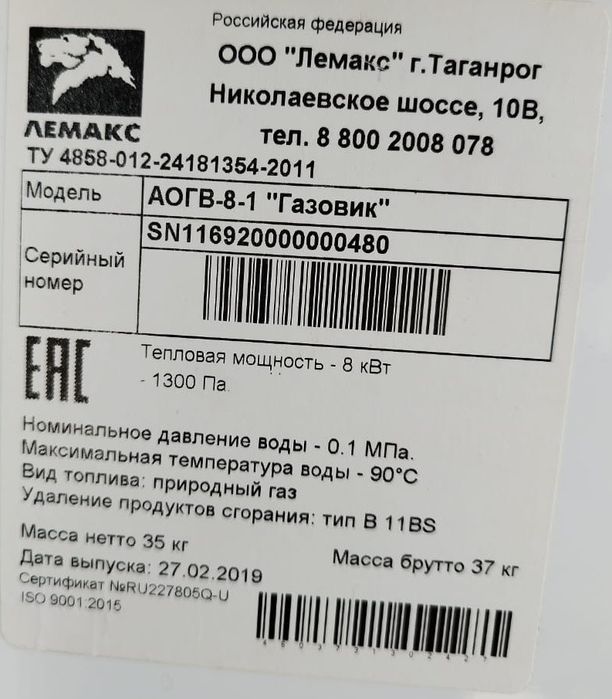 Российская федерация
ООО "Лемакс" г.Таганрог
Николаевское шоссе, 10В,
тел. 8 800 2008 078
ЛЕМАКС
ТУ 4858-012-24181354-2011
Модель
АОГВ-8-1 "Газовик"
Серийный номер
SN116920000000480
ЕАС
Тепловая мощность - 8 кВт
- 1300 Па
Номинальное давление воды - 0.1 МПа.
Максимальная температура воды - 90°С
Вид топлива: природный газ
Удаление продуктов сгорания: тип В 11BS
Масса нетто 35 кг
Масса брутто 37 кг
Дата выпуска: 27.02.2019
Сертификат №RU227805Q-U
ISO 9001:2015